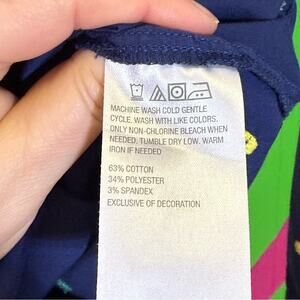 MACHINE WASH COLD GENTLE
CYCLE. WASH WITH LIKE COLORS.
ONLY NON-CHLORINE BLEACH WHEN
NEEDED. TUMBLE DRY LOW. WARM
IRON IF NEEDED
63% COTTON
34% POLYESTER
3% SPANDEX
EXCLUSIVE OF DECORATION